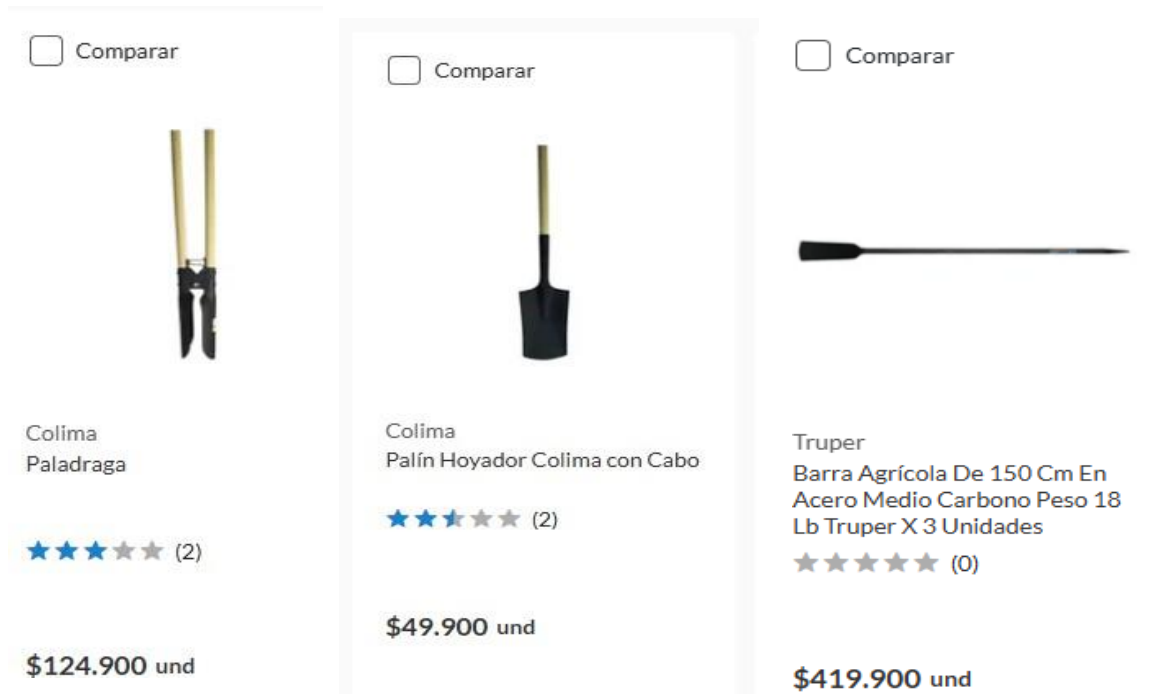 Comparar
Colima
Paladraga
(2)
$124.900 und
Comparar
Colima
Palín Hoyador Colima con Cabo
(2)
$49.900 und
Comparar
Truper
Barra Agrícola De 150 Cm En
Acero Medio Carbono Peso 18
Lb Truper X 3 Unidades
(0)
$419.900 und